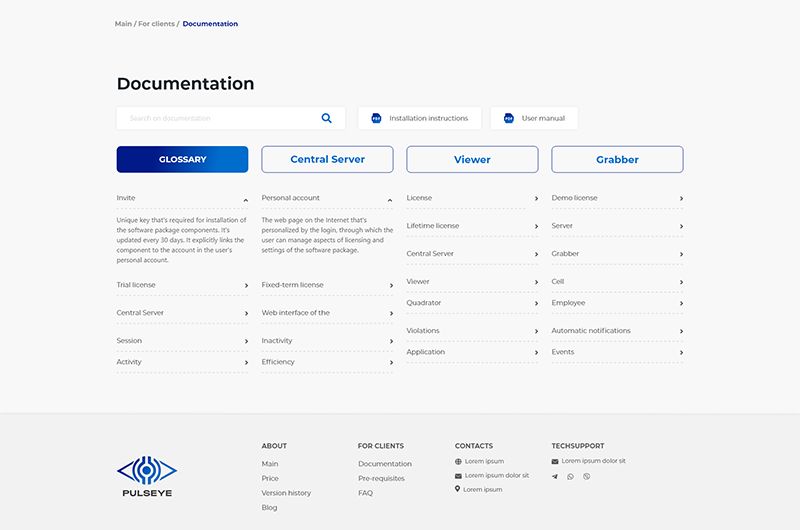 Main / For clients / Documentation
Documentation
Search on documentation
PDF Installation instructions
PDF User manual
GLOSSARY
Central Server
Viewer
Grabber
Invite
Unique key that's required for installation of
the software package components. It's
updated every 30 days. It explicitly links the
component to the account in the user's
personal account.
Trial license
Central Server
Session
Activity
Personal account
The web page on the Internet that's
personalized by the login, through which the
user can manage aspects of licensing and
settings of the software package.
Fixed-term license
Web interface of the
Inactivity
Efficiency
License
Lifetime license
Central Server
Viewer
Quadrator
Violations
Application
Demo license
Server
Grabber
Cell
Employee
Automatic notifications
Events
PULSEYE
ABOUT
Main
Price
Version history
Blog
FOR CLIENTS
Documentation
Pre-requisites
FAQ
CONTACTS
Lorem ipsum
Lorem ipsum dolor sit
Lorem ipsum
TECHSUPPORT
Lorem ipsum dolor sit